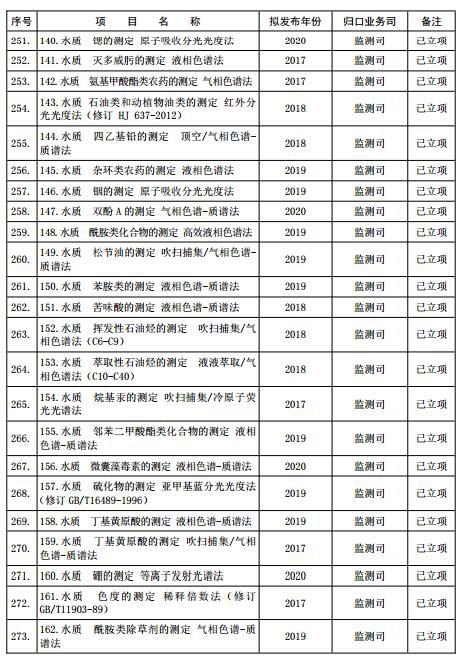 序号 项 目 名 称 拟发布年份 归口业务司 备注
251. 140.水质 锶的测定 原子吸收分光光度法 2020 监测司 已立项
252. 141.水质 灭多威肟的测定 液相色谱法 2017 监测司 已立项
253. 142.水质 氨基甲酸酯类农药的测定 气相色谱法 2017 监测司 已立项
254. 143.水质 石油类和动植物油类的测定 红外分
光光度法（修订 HJ 637-2012） 2018 监测司 已立项
255. 144.水质 四乙基铅的测定 顶空/气相色谱-
质谱法 2018 监测司 已立项
256. 145.水质 杂环类农药的测定 液相色谱法 2019 监测司 已立项
257. 146.水质 铟的测定 原子吸收分光光度法 2019 监测司 已立项
258. 147.水质 双酚 A 的测定 气相色谱-质谱法 2020 监测司 已立项
259. 148.水质 酰胺类化合物的测定 高效液相色谱法 2019 监测司 已立项
260. 149.水质 松节油的测定 吹扫捕集/气相色谱-
质谱法 2019 监测司 已立项
261. 150.水质 苯胺类的测定 液相色谱-质谱法 2019 监测司 已立项
262. 151.水质 苦味酸的测定 液相色谱-质谱法 2018 监测司 已立项
263. 152.水质 挥发性石油烃的测定 吹扫捕集/气
相色谱法（C6-C9） 2018 监测司 已立项
264. 153.水质 萃取性石油烃的测定 液液萃取/气
相色谱法（C10-C40） 2018 监测司 已立项
265. 154.水质 烷基汞的测定 吹扫捕集/冷原子荧
光光谱法 2017 监测司 已立项
266. 155.水质 邻苯二甲酸酯类化合物的测定 液相
色谱-质谱法 2019 监测司 已立项
267. 156.水质 微囊藻毒素的测定 液相色谱-质谱法 2020 监测司 已立项
268. 157.水质 硫化物的测定 亚甲基蓝分光光度法
（修订 GB/T16489-1996） 2019 监测司 已立项
269. 158.水质 丁基黄原酸的测定 液相色谱-质谱法 2019 监测司 已立项
270. 159.水质 丁基黄原酸的测定 吹扫捕集/气相
色谱-质谱法 2017 监测司 已立项
271. 160.水质 硼的测定 等离子发射光谱法 2020 监测司 已立项
272. 161.水质 色度的测定 稀释倍数法（修订
GB/T11903-89） 2017 监测司 已立项
273. 162.水质 酰胺类除草剂的测定 气相色谱-质
谱法 2019 监测司 已立项